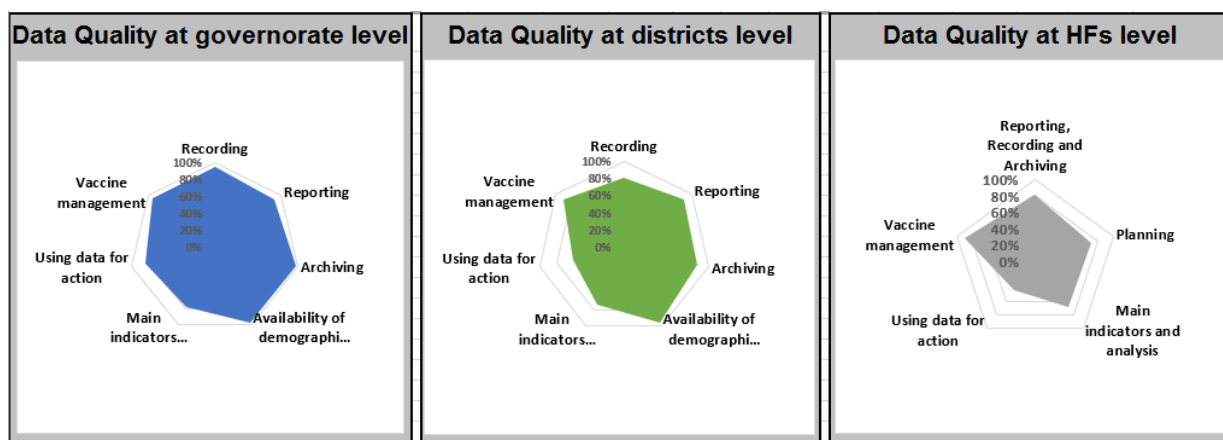 Data Quality at governorate level
Recording
100%
80%
60%
40%
20%
0%
Reporting
Archiving
Availability of
demographi...
Main
indicators...
Using data for
action
Vaccine
management
Data Quality at districts level
Recording
100%
80%
60%
40%
20%
0%
Reporting
Archiving
Availability of
demographi...
Main
indicators...
Using data for
action
Vaccine
management
Data Quality at HFs level
Reporting,
Recording and
Archiving
100%
80%
60%
40%
20%
0%
Planning
Main
indicators and
analysis
Using data for
action
Vaccine
management